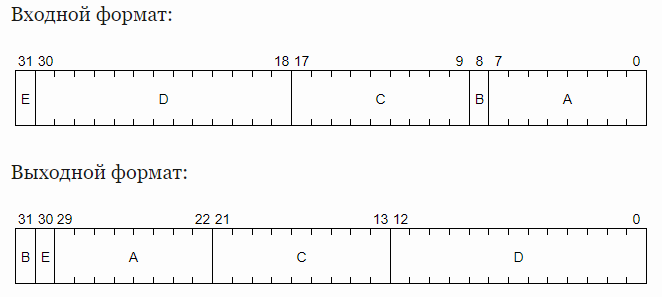 Входной формат:
31 30 18 17 9 8 7 0
E D C B A
Выходной формат:
31 30 29 22 21 13 12 0
B E A C D